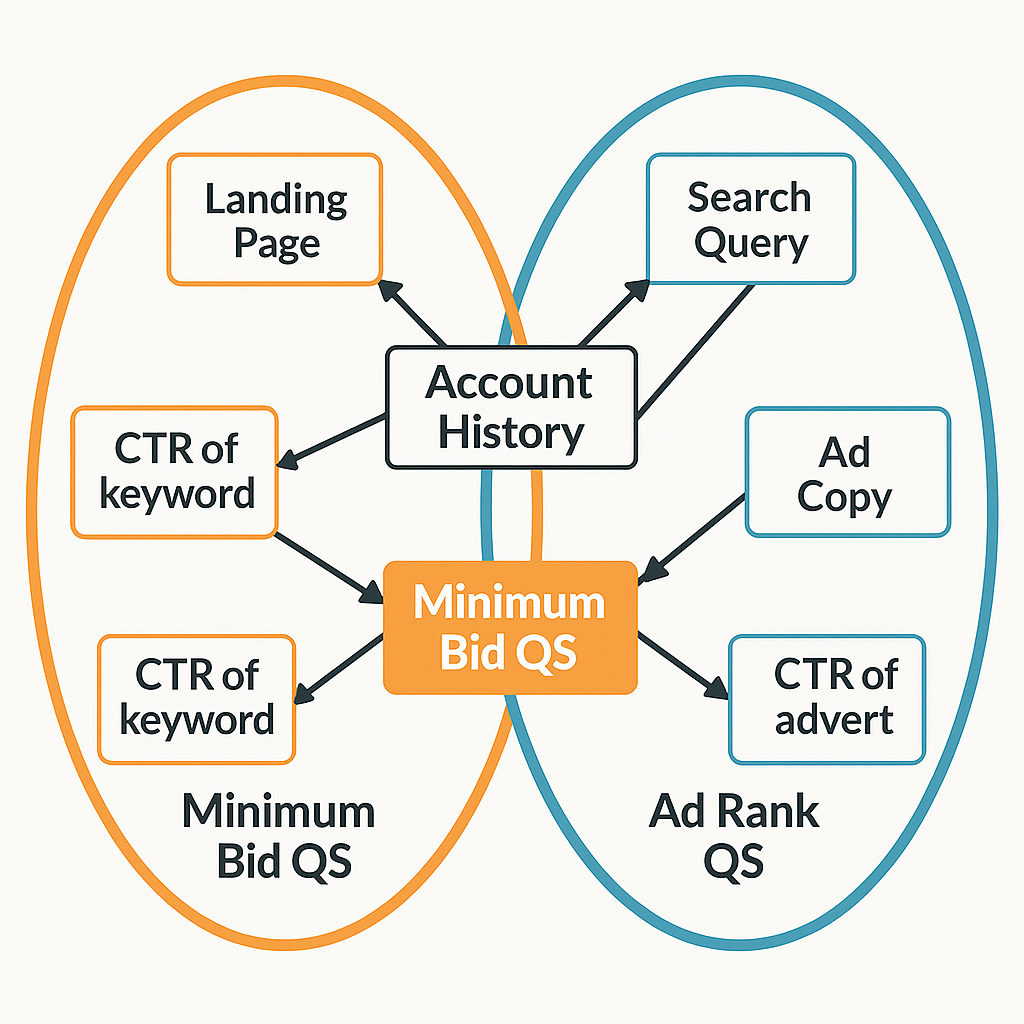 Landing
Page
Search
Query
Account
History
CTR of
keyword
Ad
Copy
Minimum
Bid QS
CTR of
keyword
CTR of
advert
Minimum
Bid QS
Ad Rank
QS